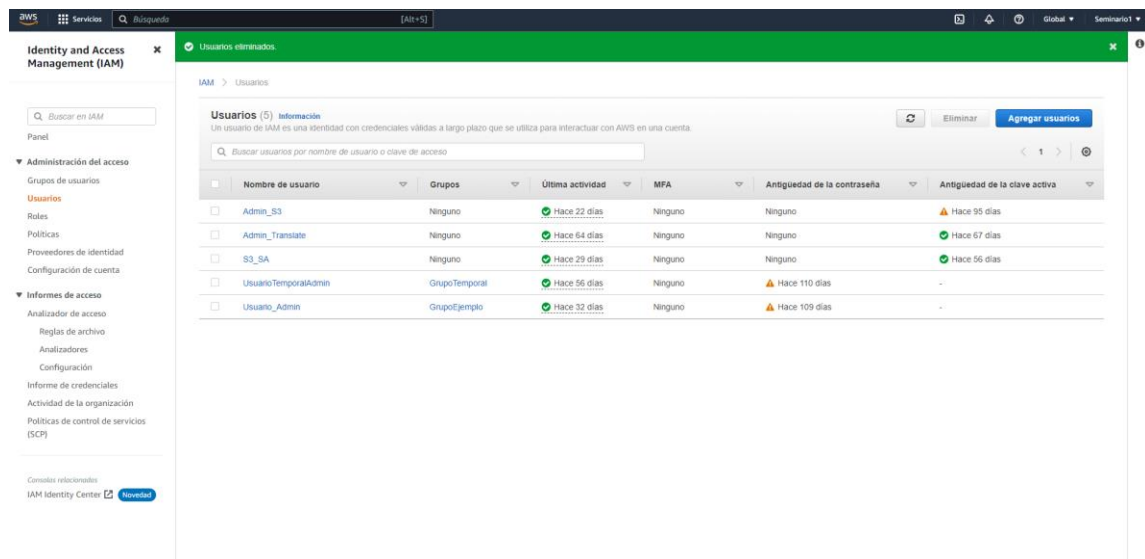 aws Servicios Búsqueda [Alt+S] Global Seminario1
Identity and Access
Management (IAM)
Buscar en IAM
Panel
Administración del acceso
Grupos de usuarios
Usuarios
Roles
Políticas
Proveedores de identidad
Configuración de cuenta
Informes de acceso
Analizador de acceso
Reglas de archivo
Analizadores
Configuración
Informe de credenciales
Actividad de la organización
Políticas de control de servicios
(SCP)
Consolas relacionadas
IAM Identity Center Novedad
Usuarios eliminados.
IAM > Usuarios
Usuarios (5) Información
Un usuario de IAM es una identidad con credenciales válidas a largo plazo que se utiliza para interactuar con AWS en una cuenta.
Eliminar Agregar usuarios
Buscar usuarios por nombre de usuario o clave de acceso
< 1 >
Nombre de usuario Grupos Última actividad MFA Antigüedad de la contraseña Antigüedad de la clave activa
Admin_S3 Ninguno Hace 22 días Ninguno Ninguno Hace 95 días
Admin_Translate Ninguno Hace 64 días Ninguno Ninguno Hace 67 días
S3_SA Ninguno Hace 29 días Ninguno Ninguno Hace 56 días
UsuarioTemporalAdmin GrupoTemporal Hace 56 días Ninguno Hace 110 días -
Usuario_Admin GrupoEjemplo Hace 32 días Ninguno Hace 109 días -